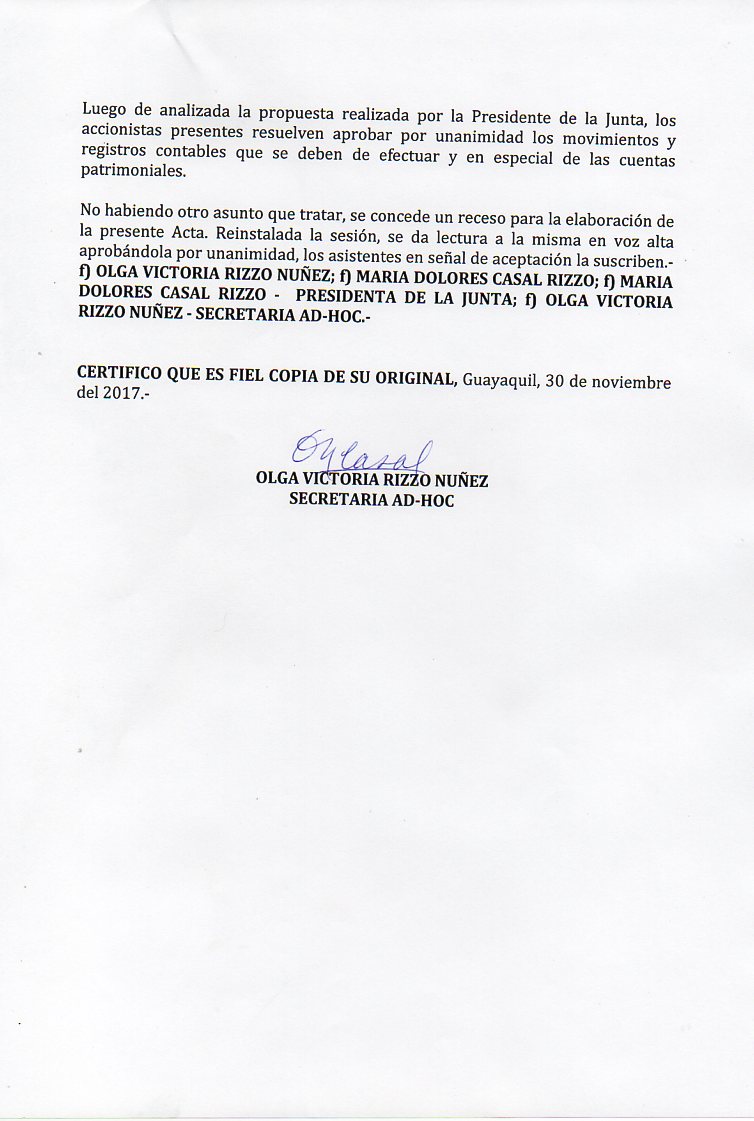 Luego de analizada la propuesta realizada por la Presidente de la Junta, los
accionistas presentes resuelven aprobar por unanimidad los movimientos y
registros contables que se deben de efectuar y en especial de las cuentas
patrimoniales.
No habiendo otro asunto que tratar, se concede un receso para la elaboración de
la presente Acta. Reinstalada la sesión, se da lectura a la misma en voz alta
aprobándola por unanimidad, los asistentes en señal de aceptación la suscriben.-
f) OLGA VICTORIA RIZZO NUÑEZ; f) MARIA DOLORES CASAL RIZZO; f) MARIA
DOLORES CASAL RIZZO - PRESIDENTA DE LA JUNTA; f) OLGA VICTORIA
RIZZO NUÑEZ - SECRETARIA AD-HOC.-
CERTIFICO QUE ES FIEL COPIA DE SU ORIGINAL, Guayaquil, 30 de noviembre
del 2017.-
OLGA VICTORIA RIZZO NUÑEZ
SECRETARIA AD-HOC